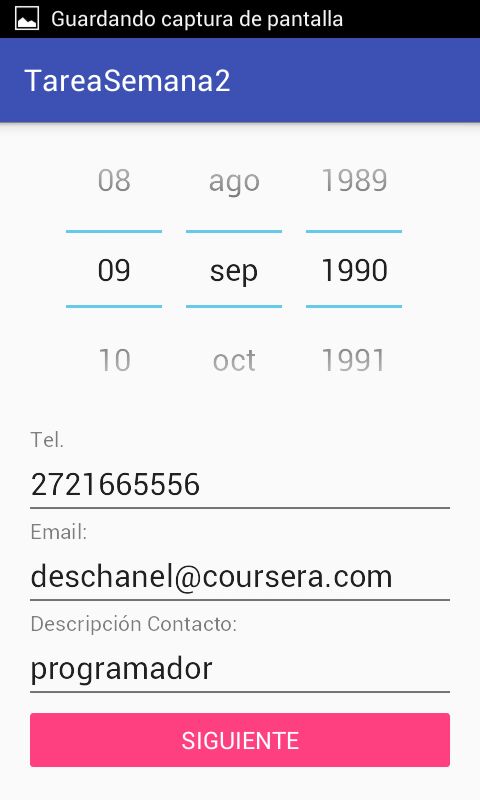 Guardando captura de pantalla
TareaSemana2
08 ago 1989
09 sep 1990
10 oct 1991
Tel.
2721665556
Email:
deschanel@coursera.com
Descripción Contacto:
programador
SIGUIENTE